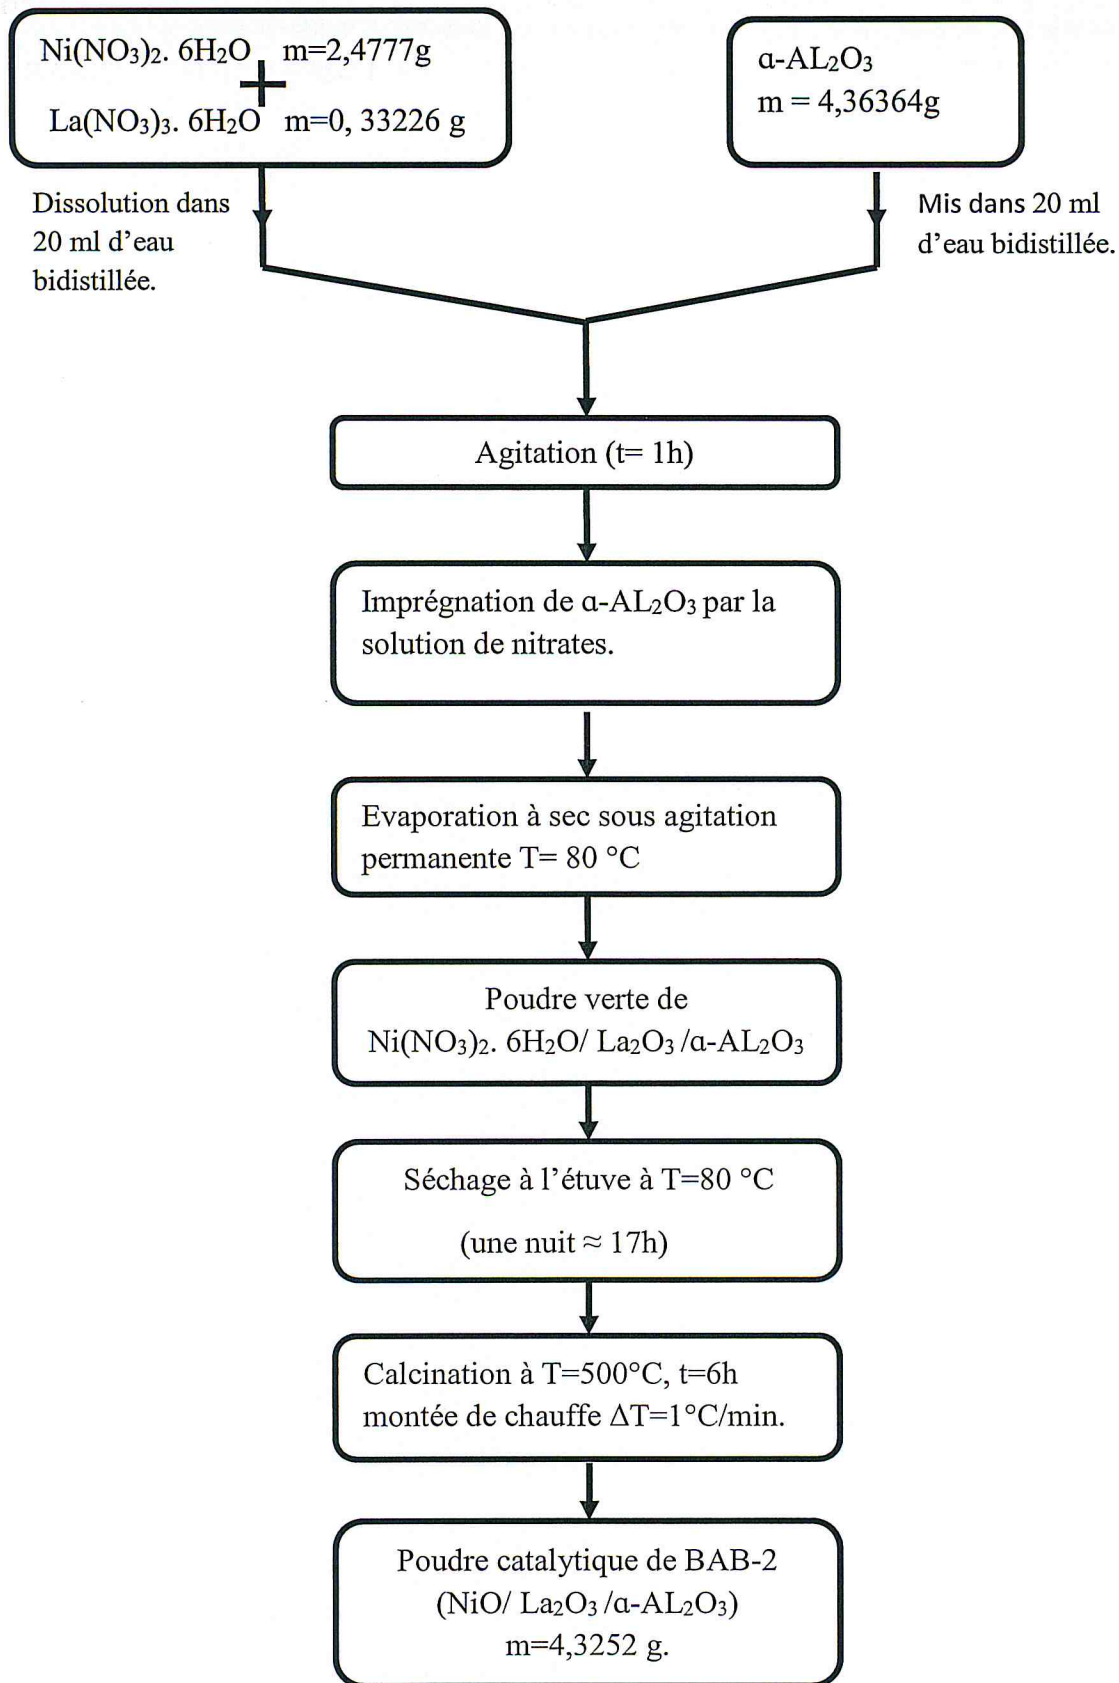 Ni(NO₃)₂. 6H₂O m=2,4777g
+
La(NO₃)₃. 6H₂O m=0, 33226 g
α-AL₂O₃
m = 4,36364g
Dissolution dans
20 ml d’eau
bidistillée.
Mis dans 20 ml
d’eau bidistillée.
Agitation (t= 1h)
Imprégnation de α-AL₂O₃ par la
solution de nitrates.
Evaporation à sec sous agitation
permanente T= 80 °C
Poudre verte de
Ni(NO₃)₂. 6H₂O/ La₂O₃ /α-AL₂O₃
Séchage à l’étuve à T=80 °C
(une nuit ≈ 17h)
Calcination à T=500°C, t=6h
montée de chauffe ΔT=1°C/min.
Poudre catalytique de BAB-2
(NiO/ La₂O₃ /α-AL₂O₃)
m=4,3252 g.